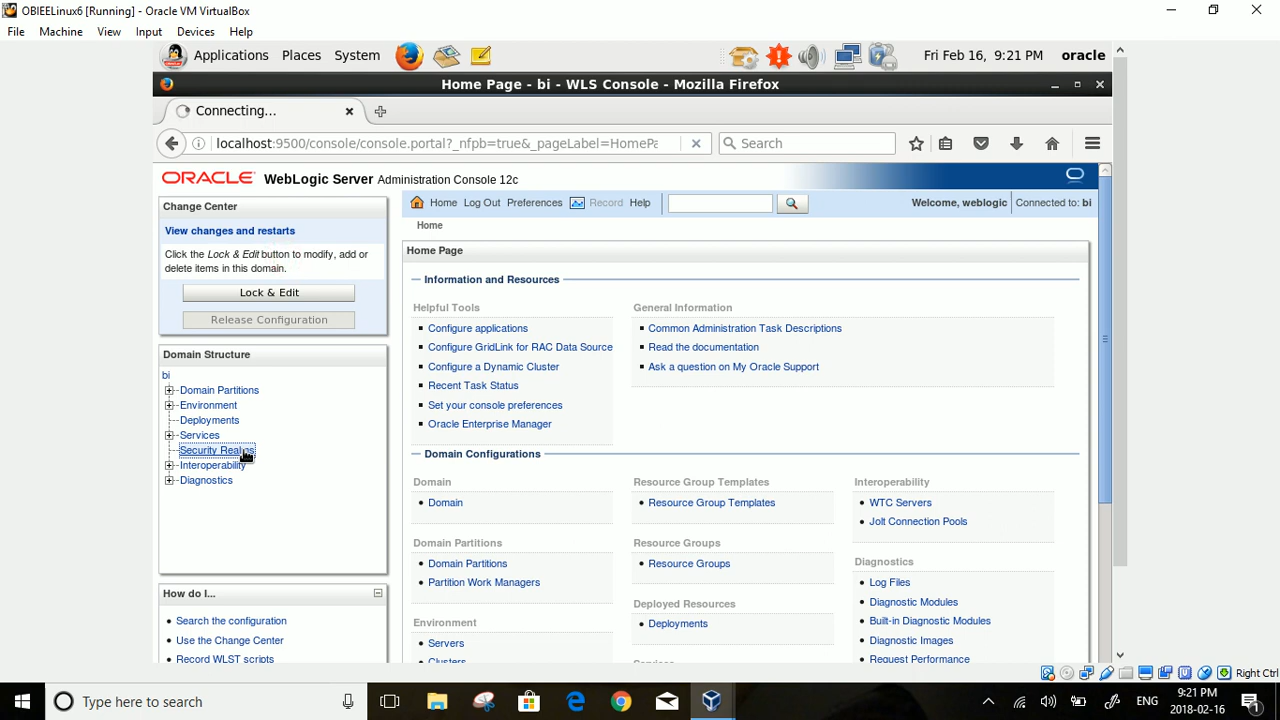 OBIEELinux6 [Running] - Oracle VM VirtualBox
File Machine View Input Devices Help
Applications Places System Fri Feb 16, 9:21 PM oracle
Home Page - bi - WLS Console - Mozilla Firefox
Connecting...
localhost:9500/console/console.portal?_nfpb=true&_pageLabel=HomePa Search
ORACLE WebLogic Server Administration Console 12c
Change Center
View changes and restarts
Click the Lock & Edit button to modify, add or
delete items in this domain.
Lock & Edit
Release Configuration
Domain Structure
bi
Domain Partitions
Environment
Deployments
Services
Security Realms
Interoperability
Diagnostics
How do I...
Search the configuration
Use the Change Center
Record WLST scripts
Home Log Out Preferences Record Help Welcome, weblogic Connected to: bi
Home
Home Page
Information and Resources
Helpful Tools
Configure applications
Configure GridLink for RAC Data Source
Configure a Dynamic Cluster
Recent Task Status
Set your console preferences
Oracle Enterprise Manager
General Information
Common Administration Task Descriptions
Read the documentation
Ask a question on My Oracle Support
Domain Configurations
Domain
Domain
Domain Partitions
Domain Partitions
Partition Work Managers
Environment
Servers
Clusters
Resource Group Templates
Resource Group Templates
Resource Groups
Resource Groups
Deployed Resources
Deployments
Services
Interoperability
WTC Servers
Jolt Connection Pools
Diagnostics
Log Files
Diagnostic Modules
Built-in Diagnostic Modules
Diagnostic Images
Request Performance
Right Ctrl
Type here to search
ENG
9:21 PM
2018-02-16
1